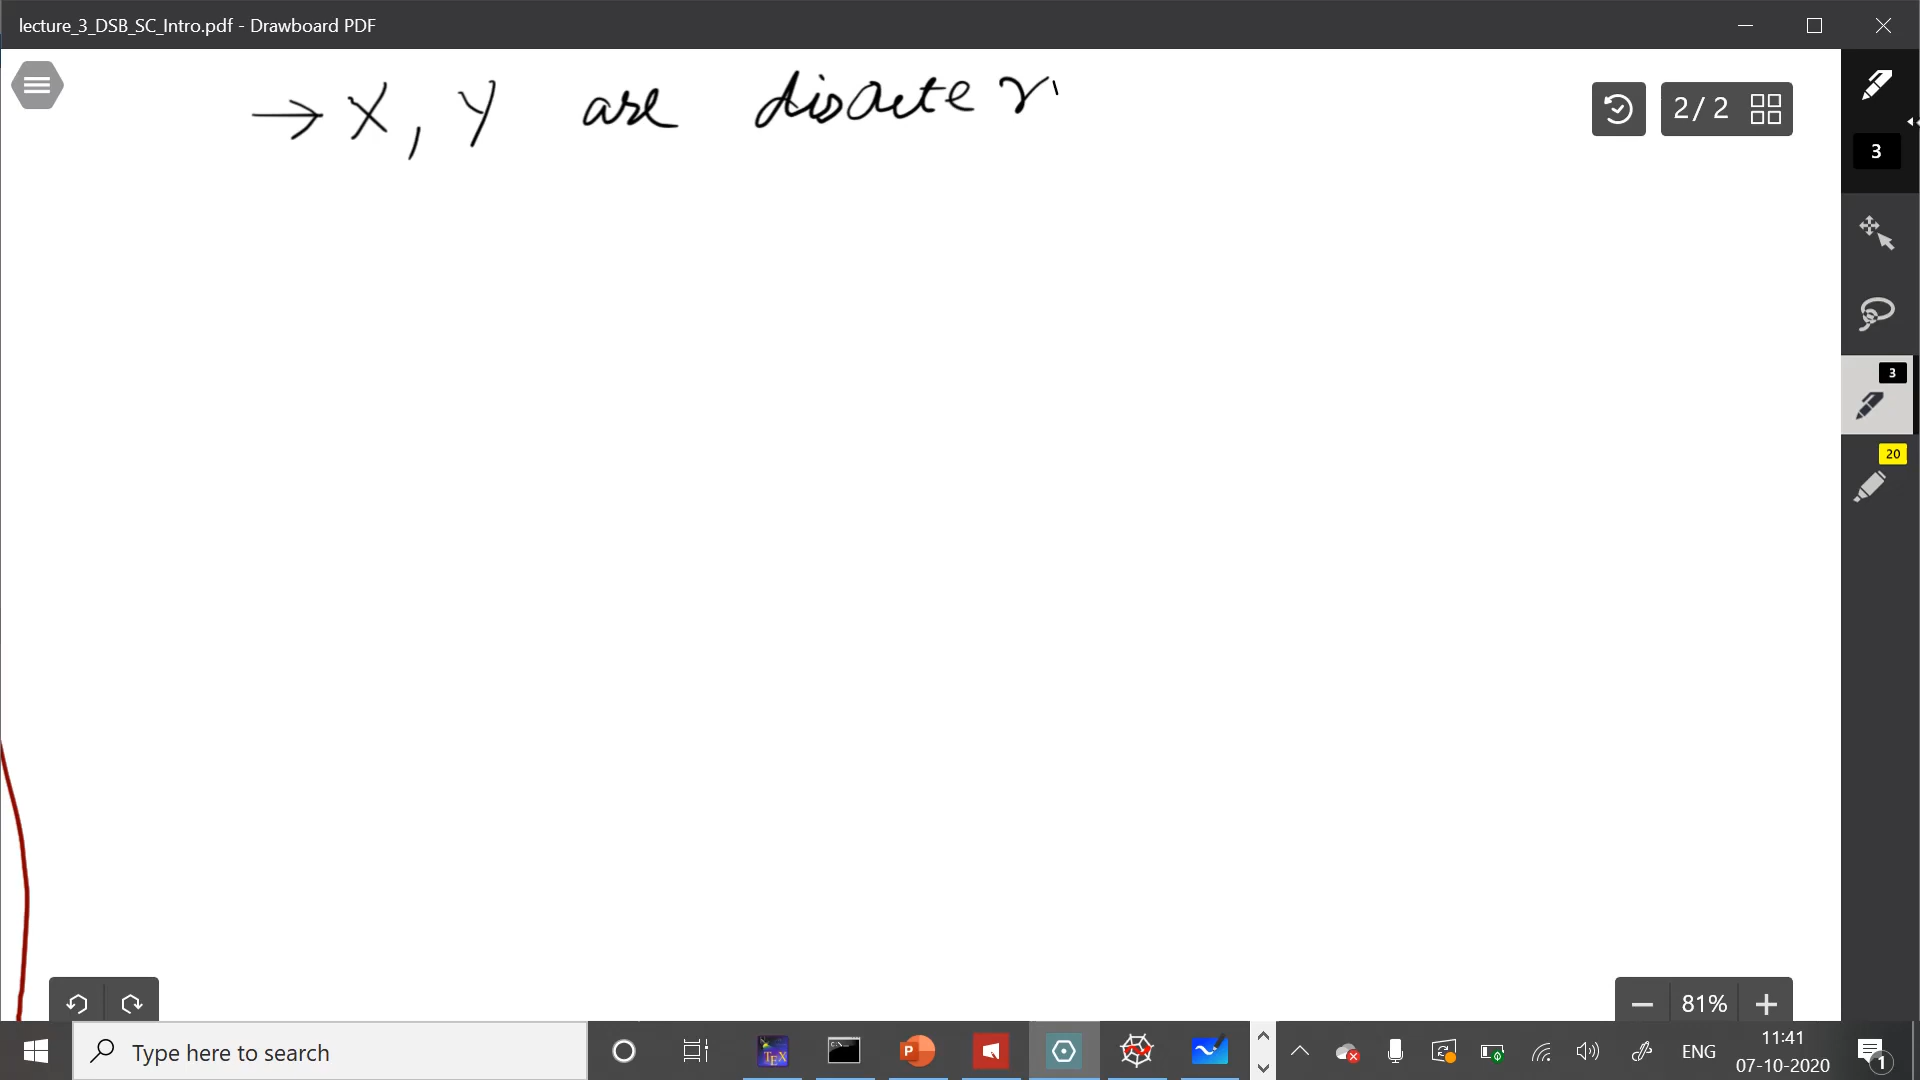 lecture_3_DSB_SC_Intro.pdf - Drawboard PDF
→ X, Y are discrete r
2 / 2
3
3
20
81%
Type here to search
ENG
11:41
07-10-2020
1